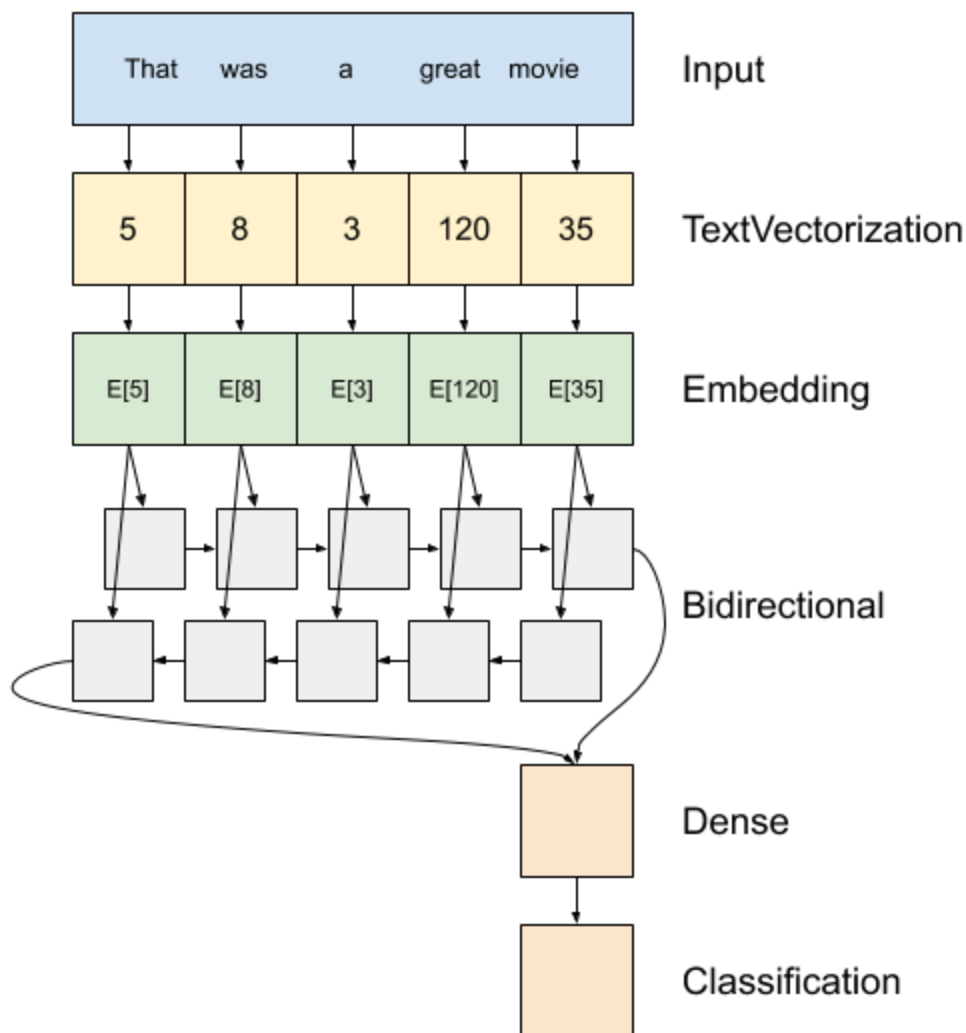 That was a great movie Input
5 8 3 120 35 TextVectorization
E[5] E[8] E[3] E[120] E[35] Embedding
Bidirectional
Dense
Classification